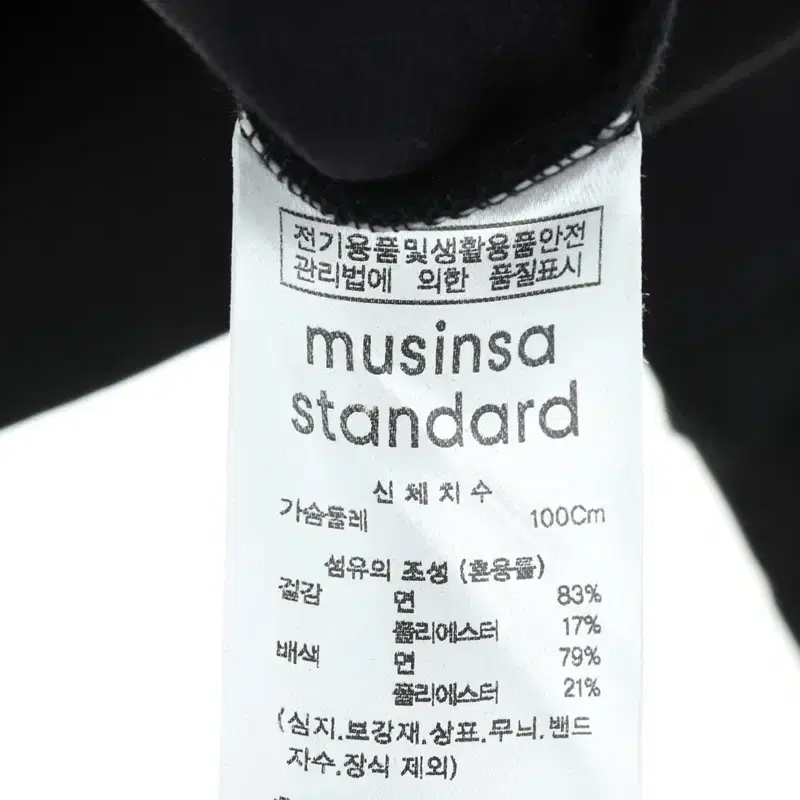 전기용품및생활용품안전
관리법에 의한 품질표시
musinsa
standard
신체치수
가슴둘레 100Cm
섬유의 조성 (혼용률)
겉감 면 83%
폴리에스터 17%
배색 면 79%
폴리에스터 21%
(심지.보강재.상표.무늬.밴드
자수.장식 제외)